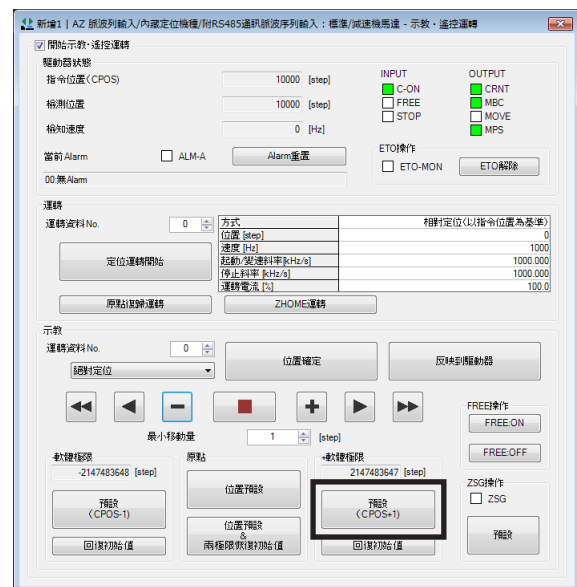 新增1 | AZ 脈波列輸入/內藏定位機種/附RS485通訊脈波序列輸入：標準/減速機馬達 - 示教、遙控運轉
開始示教·遙控運轉
驅動器狀態
指令位置(CPOS) 10000 [step]
檢測位置 10000 [step]
檢知速度 0 [Hz]
INPUT
C-ON
FREE
STOP
OUTPUT
CRNT
MBC
MOVE
MPS
當前 Alarm ALM-A Alarm重置
00:無Alarm
ETO操作
ETO-MON ETO解除
運轉
運轉資料 No. 0
定位運轉開始
方式 相對定位(以指令位置為基準)
位置 [step] 0
速度 [Hz] 1000
起動/變速斜率[kHz/s] 1000.000
停止斜率 [kHz/s] 1000.000
運轉電流 [%] 100.0
原點復歸運轉 ZHOME運轉
示教
運轉資料 No. 0
絕對定位
位置確定 反映到驅動器
最小移動量 1 [step]
FREE操作
FREE:ON
FREE:OFF
-軟體極限
-2147483648 [step]
預設
(CPOS-1)
回復初始值
原點
位置預設
位置預設
&
兩極限恢復初始值
+軟體極限
2147483647 [step]
預設
(CPOS+1)
回復初始值
ZSG操作
ZSG
預設